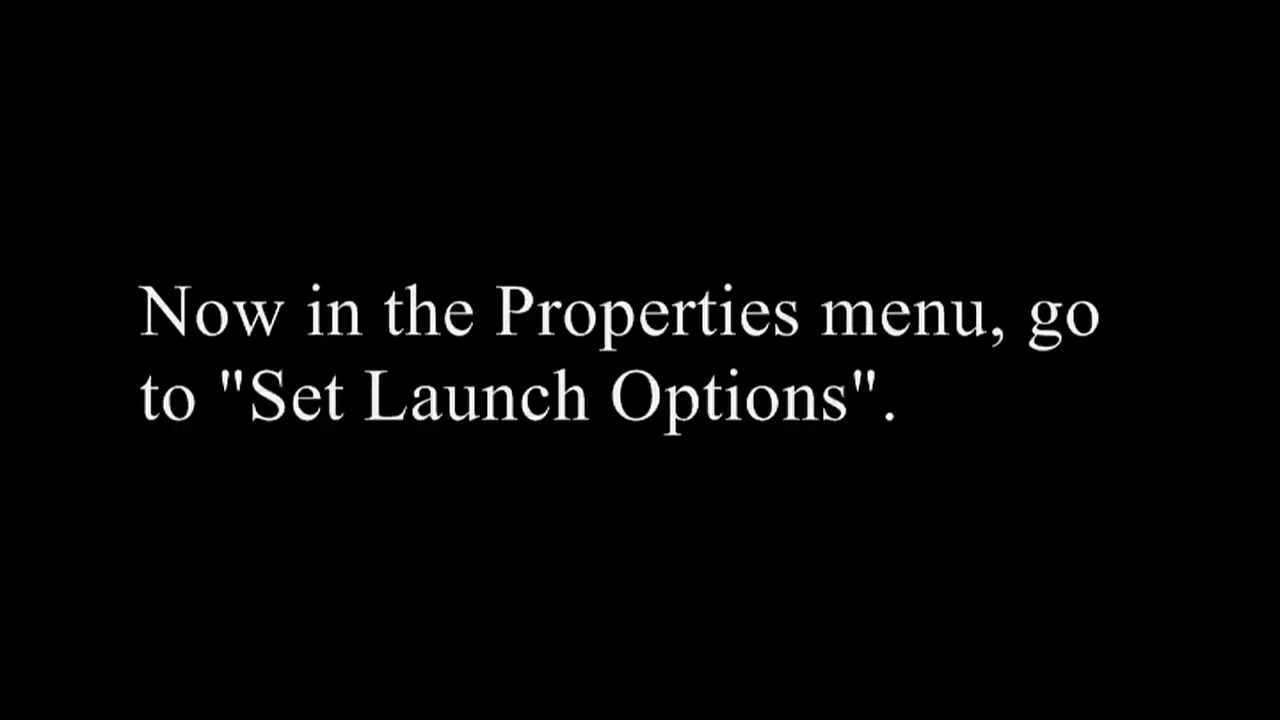 Now in the Properties menu, go
to "Set Launch Options".